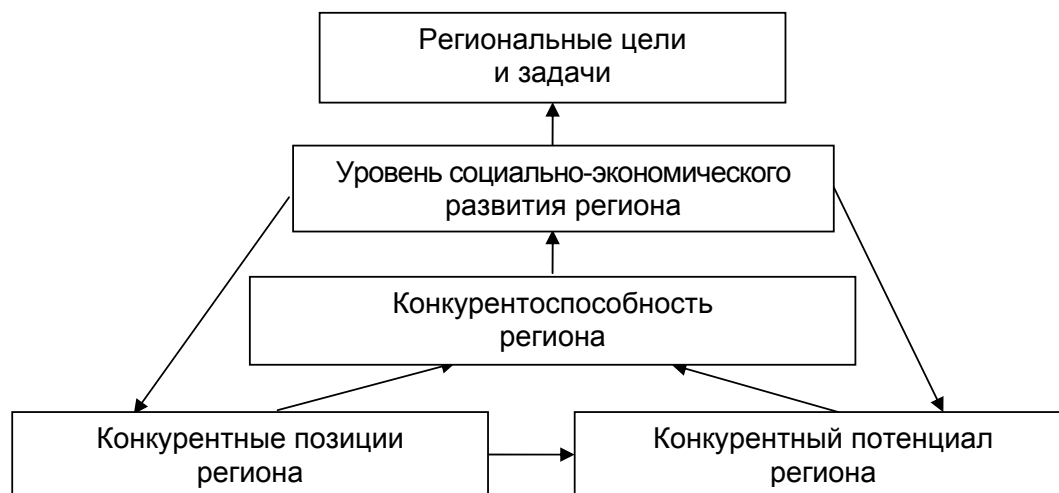 Региональные цели
и задачи
Уровень социально-экономического
развития региона
Конкурентоспособность
региона
Конкурентные позиции
региона
Конкурентный потенциал
региона